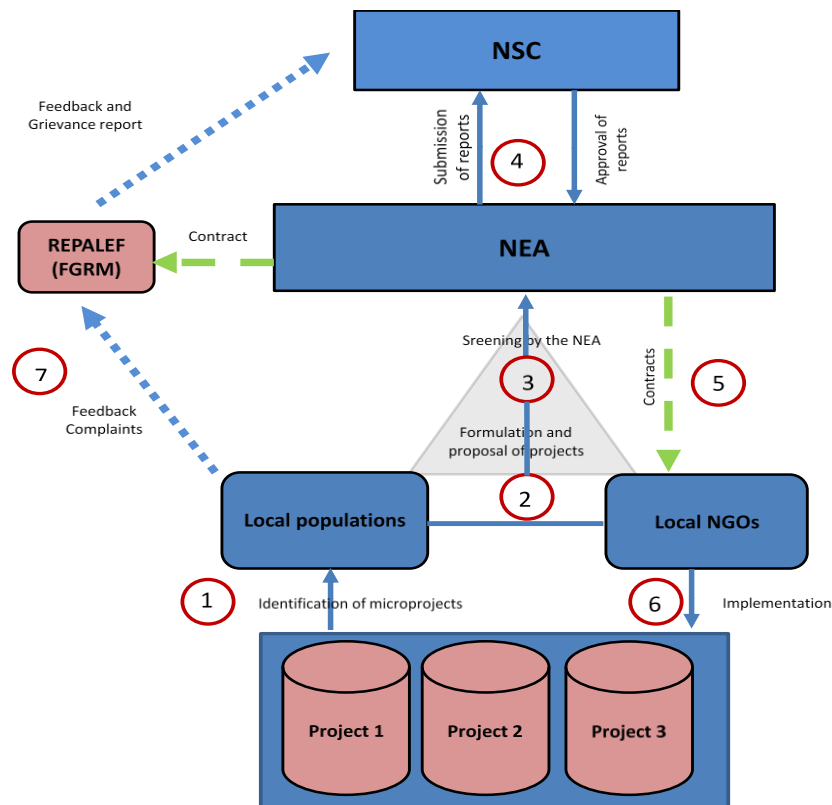 NSC
Feedback and
Grievance report
Submission
of reports
4
Approval of
reports
REPALEF
(FGRM)
Contract
NEA
Sreening by the NEA
3
7
Feedback
Complaints
Contracts
5
Formulation and
proposal of projects
2
Local populations
Local NGOs
1
Identification of microprojects
6
Implementation
Project 1
Project 2
Project 3